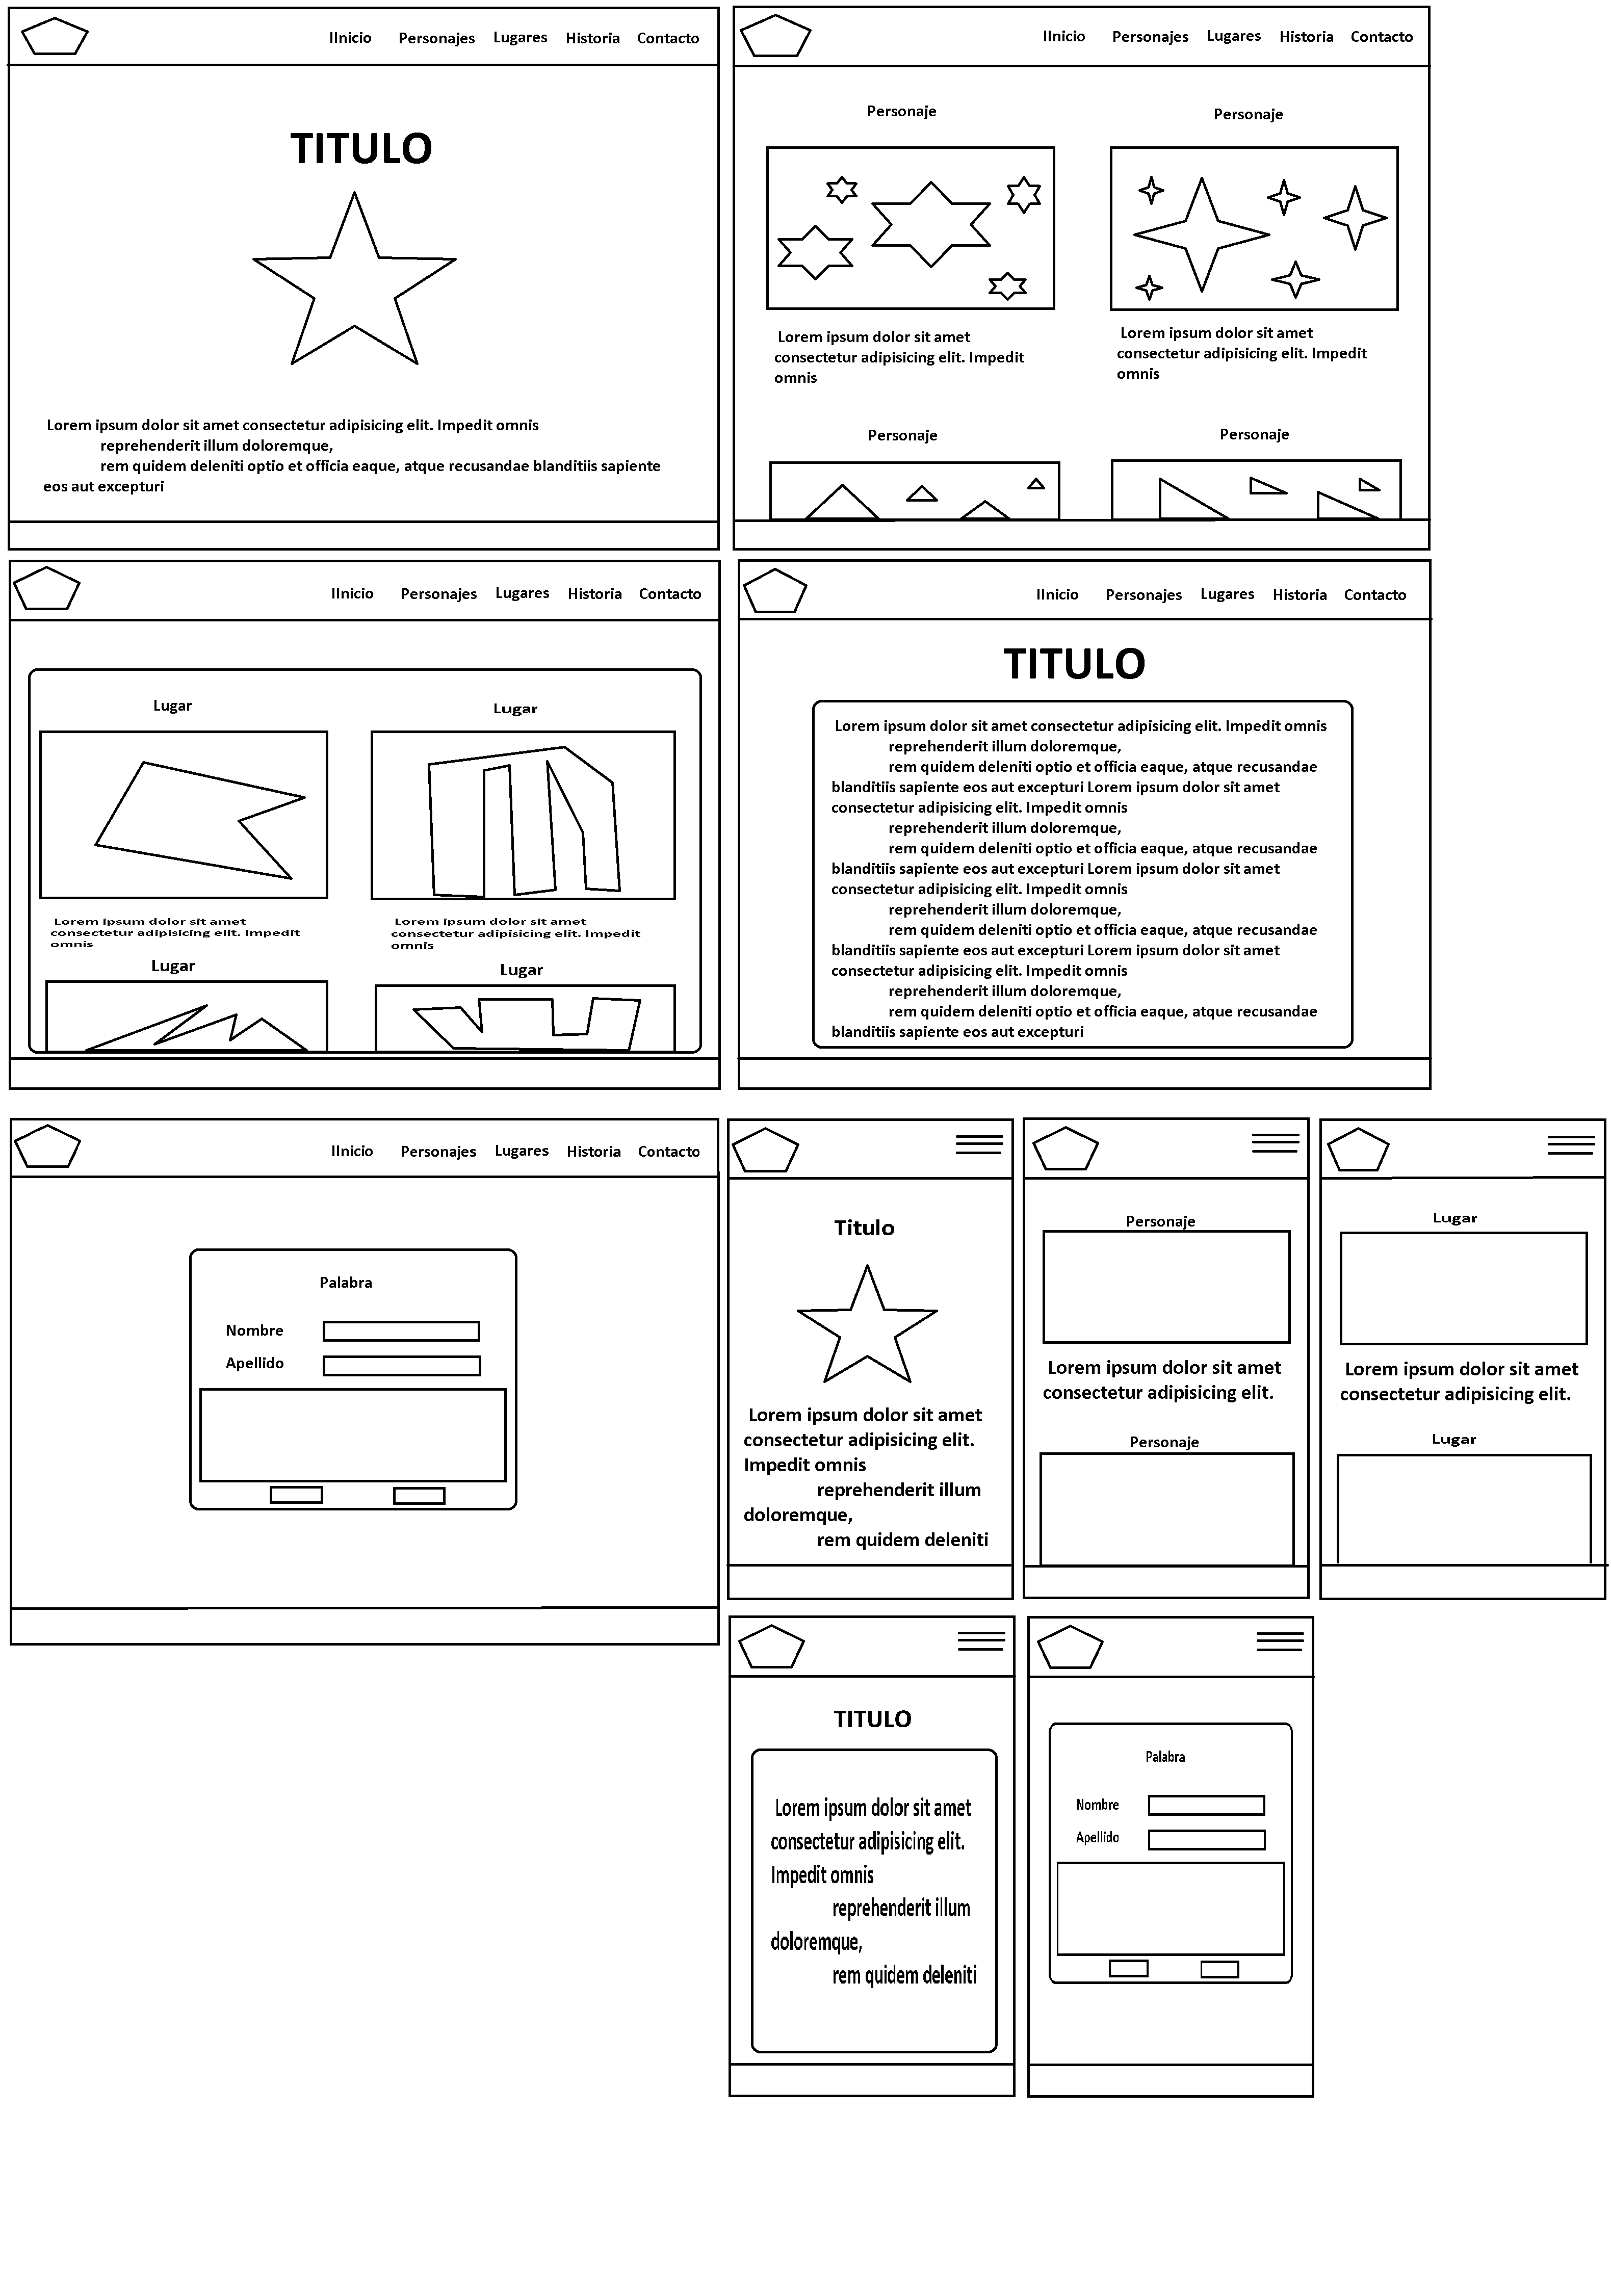 IInicio Personajes Lugares Historia Contacto
TITULO
Lorem ipsum dolor sit amet consectetur adipisicing elit. Impedit omnis
reprehenderit illum doloremque,
rem quidem deleniti optio et officia eaque, atque recusandae blanditiis sapiente
eos aut excepturi
IInicio Personajes Lugares Historia Contacto
Personaje
Lorem ipsum dolor sit amet
consectetur adipisicing elit. Impedit
omnis
Personaje
Lorem ipsum dolor sit amet
consectetur adipisicing elit. Impedit
omnis
Personaje
Personaje
IInicio Personajes Lugares Historia Contacto
Lugar
Lorem ipsum dolor sit amet
consectetur adipisicing elit. Impedit
omnis
Lugar
Lorem ipsum dolor sit amet
consectetur adipisicing elit. Impedit
omnis
Lugar
Lugar
IInicio Personajes Lugares Historia Contacto
TITULO
Lorem ipsum dolor sit amet consectetur adipisicing elit. Impedit omnis
reprehenderit illum doloremque,
rem quidem deleniti optio et officia eaque, atque recusandae
blanditiis sapiente eos aut excepturi Lorem ipsum dolor sit amet
consectetur adipisicing elit. Impedit omnis
reprehenderit illum doloremque,
rem quidem deleniti optio et officia eaque, atque recusandae
blanditiis sapiente eos aut excepturi Lorem ipsum dolor sit amet
consectetur adipisicing elit. Impedit omnis
reprehenderit illum doloremque,
rem quidem deleniti optio et officia eaque, atque recusandae
blanditiis sapiente eos aut excepturi Lorem ipsum dolor sit amet
consectetur adipisicing elit. Impedit omnis
reprehenderit illum doloremque,
rem quidem deleniti optio et officia eaque, atque recusandae
blanditiis sapiente eos aut excepturi
IInicio Personajes Lugares Historia Contacto
Palabra
Nombre
Apellido
Titulo
Lorem ipsum dolor sit amet
consectetur adipisicing elit.
Impedit omnis
reprehenderit illum
doloremque,
rem quidem deleniti
Personaje
Lorem ipsum dolor sit amet
consectetur adipisicing elit.
Personaje
Lugar
Lorem ipsum dolor sit amet
consectetur adipisicing elit.
Lugar
TITULO
Lorem ipsum dolor sit amet
consectetur adipisicing elit.
Impedit omnis
reprehenderit illum
doloremque,
rem quidem deleniti
Palabra
Nombre
Apellido